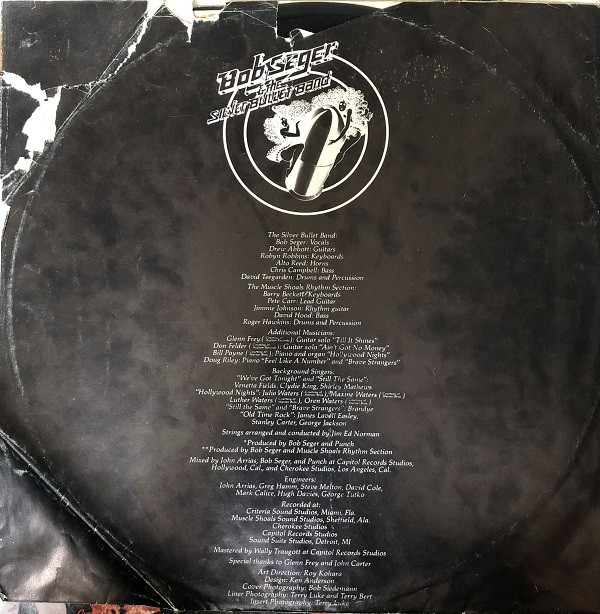 Bob Seger
& the
Silver Bullet Band
The Silver Bullet Band:
Bob Seger: Vocals
Drew Abbott: Guitars
Robyn Robbins: Keyboards
Alto Reed: Horns
Chris Campbell: Bass
David Teegarden: Drums and Percussion
The Muscle Shoals Rhythm Section:
Barry Beckett: Keyboards
Pete Carr: Lead Guitar
Jimmie Johnson: Rhythm guitar
David Hood: Bass
Roger Hawkins: Drums and Percussion
Additional Musicians:
Glenn Frey ( ): Guitar solo "Till It Shines"
Don Felder ( ): Guitar solo "Ain't Got No Money"
Bill Payne ( ): Piano and organ "Hollywood Nights"
Doug Riley: Piano "Feel Like A Number" and "Brave Strangers"
Background Singers:
"We've Got Tonight" and "Still The Same":
Venetta Fields, Clydie King, Shirley Mathews
"Hollywood Nights": Julia Waters ( ), Maxine Waters ( )
Luther Waters ( ), Oren Waters ( )
"Still the Same" and "Brave Strangers": Brandye
"Old Time Rock": James Lavell Easley,
Stanley Carter, George Jackson
Strings arranged and conducted by Jim Ed Norman
*Produced by Bob Seger and Punch
**Produced by Bob Seger and Muscle Shoals Rhythm Section
Mixed by John Arrias, Bob Seger, and Punch at Capitol Records Studios,
Hollywood, Cal., and Cherokee Studios, Los Angeles, Cal.
Engineers:
John Arrias, Greg Hamm, Steve Melton, David Cole,
Mark Calice, Hugh Davies, George Tutko
Recorded at:
Criteria Sound Studios, Miami, Fla.
Muscle Shoals Sound Studios, Sheffield, Ala.
Cherokee Studios
Capitol Records Studios
Sound Suite Studios, Detroit, MI
Mastered by Wally Traugott at Capitol Records Studios
Special thanks to Glenn Frey and John Carter
Art Direction: Roy Kohara
Design: Ken Anderson
Cover Photography: Bob Siedemann
Liner Photography: Terry Luke and Terry Bert
Insert Photography: Terry Luke